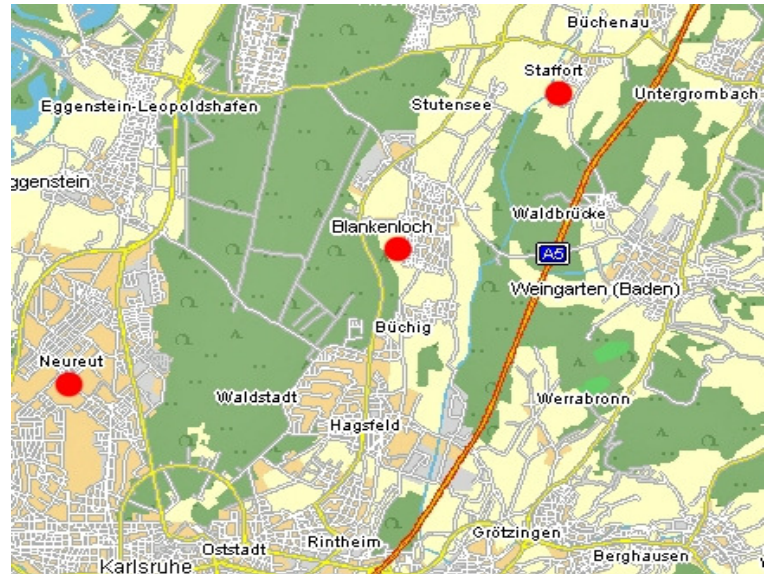 Büchenau
Staffort
Untergrombach
Stutensee
Eggenstein-Leopoldshafen
ggenstein
Waldbrücke
Blankenloch
A5
Weingarten (Baden)
Büchig
Neureut
Waldstadt
Werrabronn
Hagsfeld
Rintheim
Grötzingen
Oststadt
Berghausen
Karlsruhe